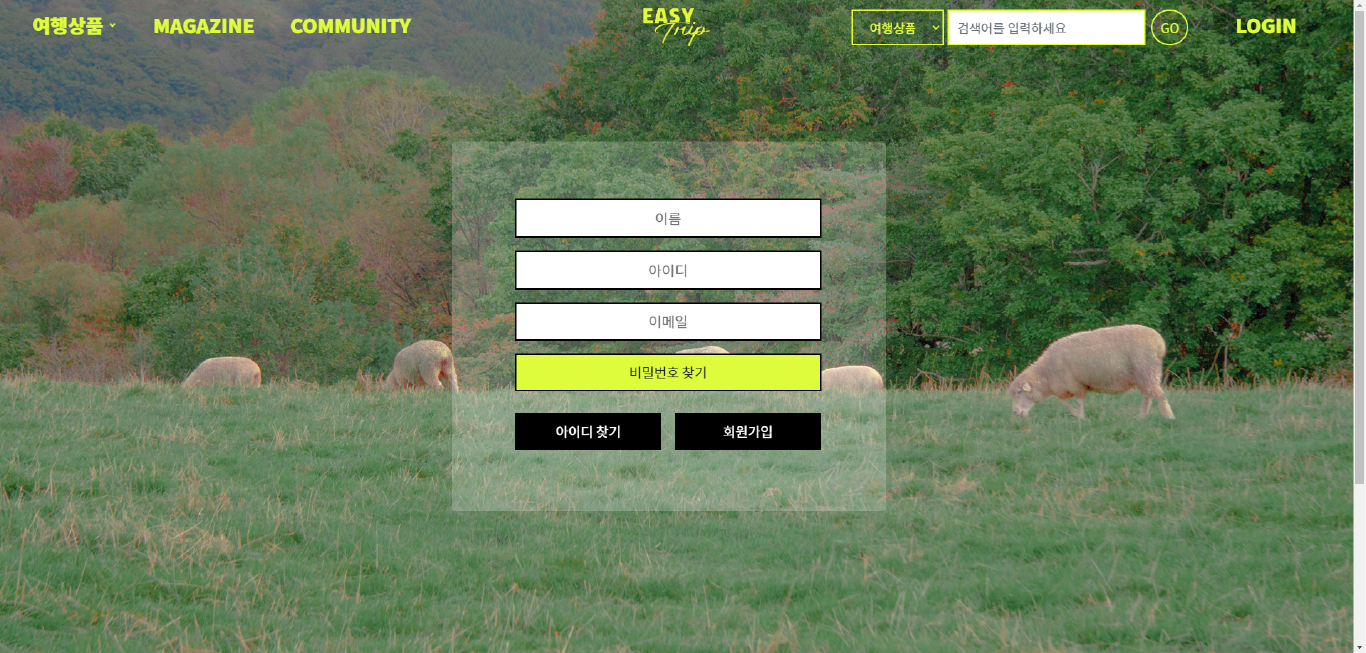 여행상품 MAGAZINE COMMUNITY EASY Trip 여행상품 검색어를 입력하세요 GO LOGIN
이름
아이디
이메일
비밀번호 찾기
아이디 찾기 회원가입